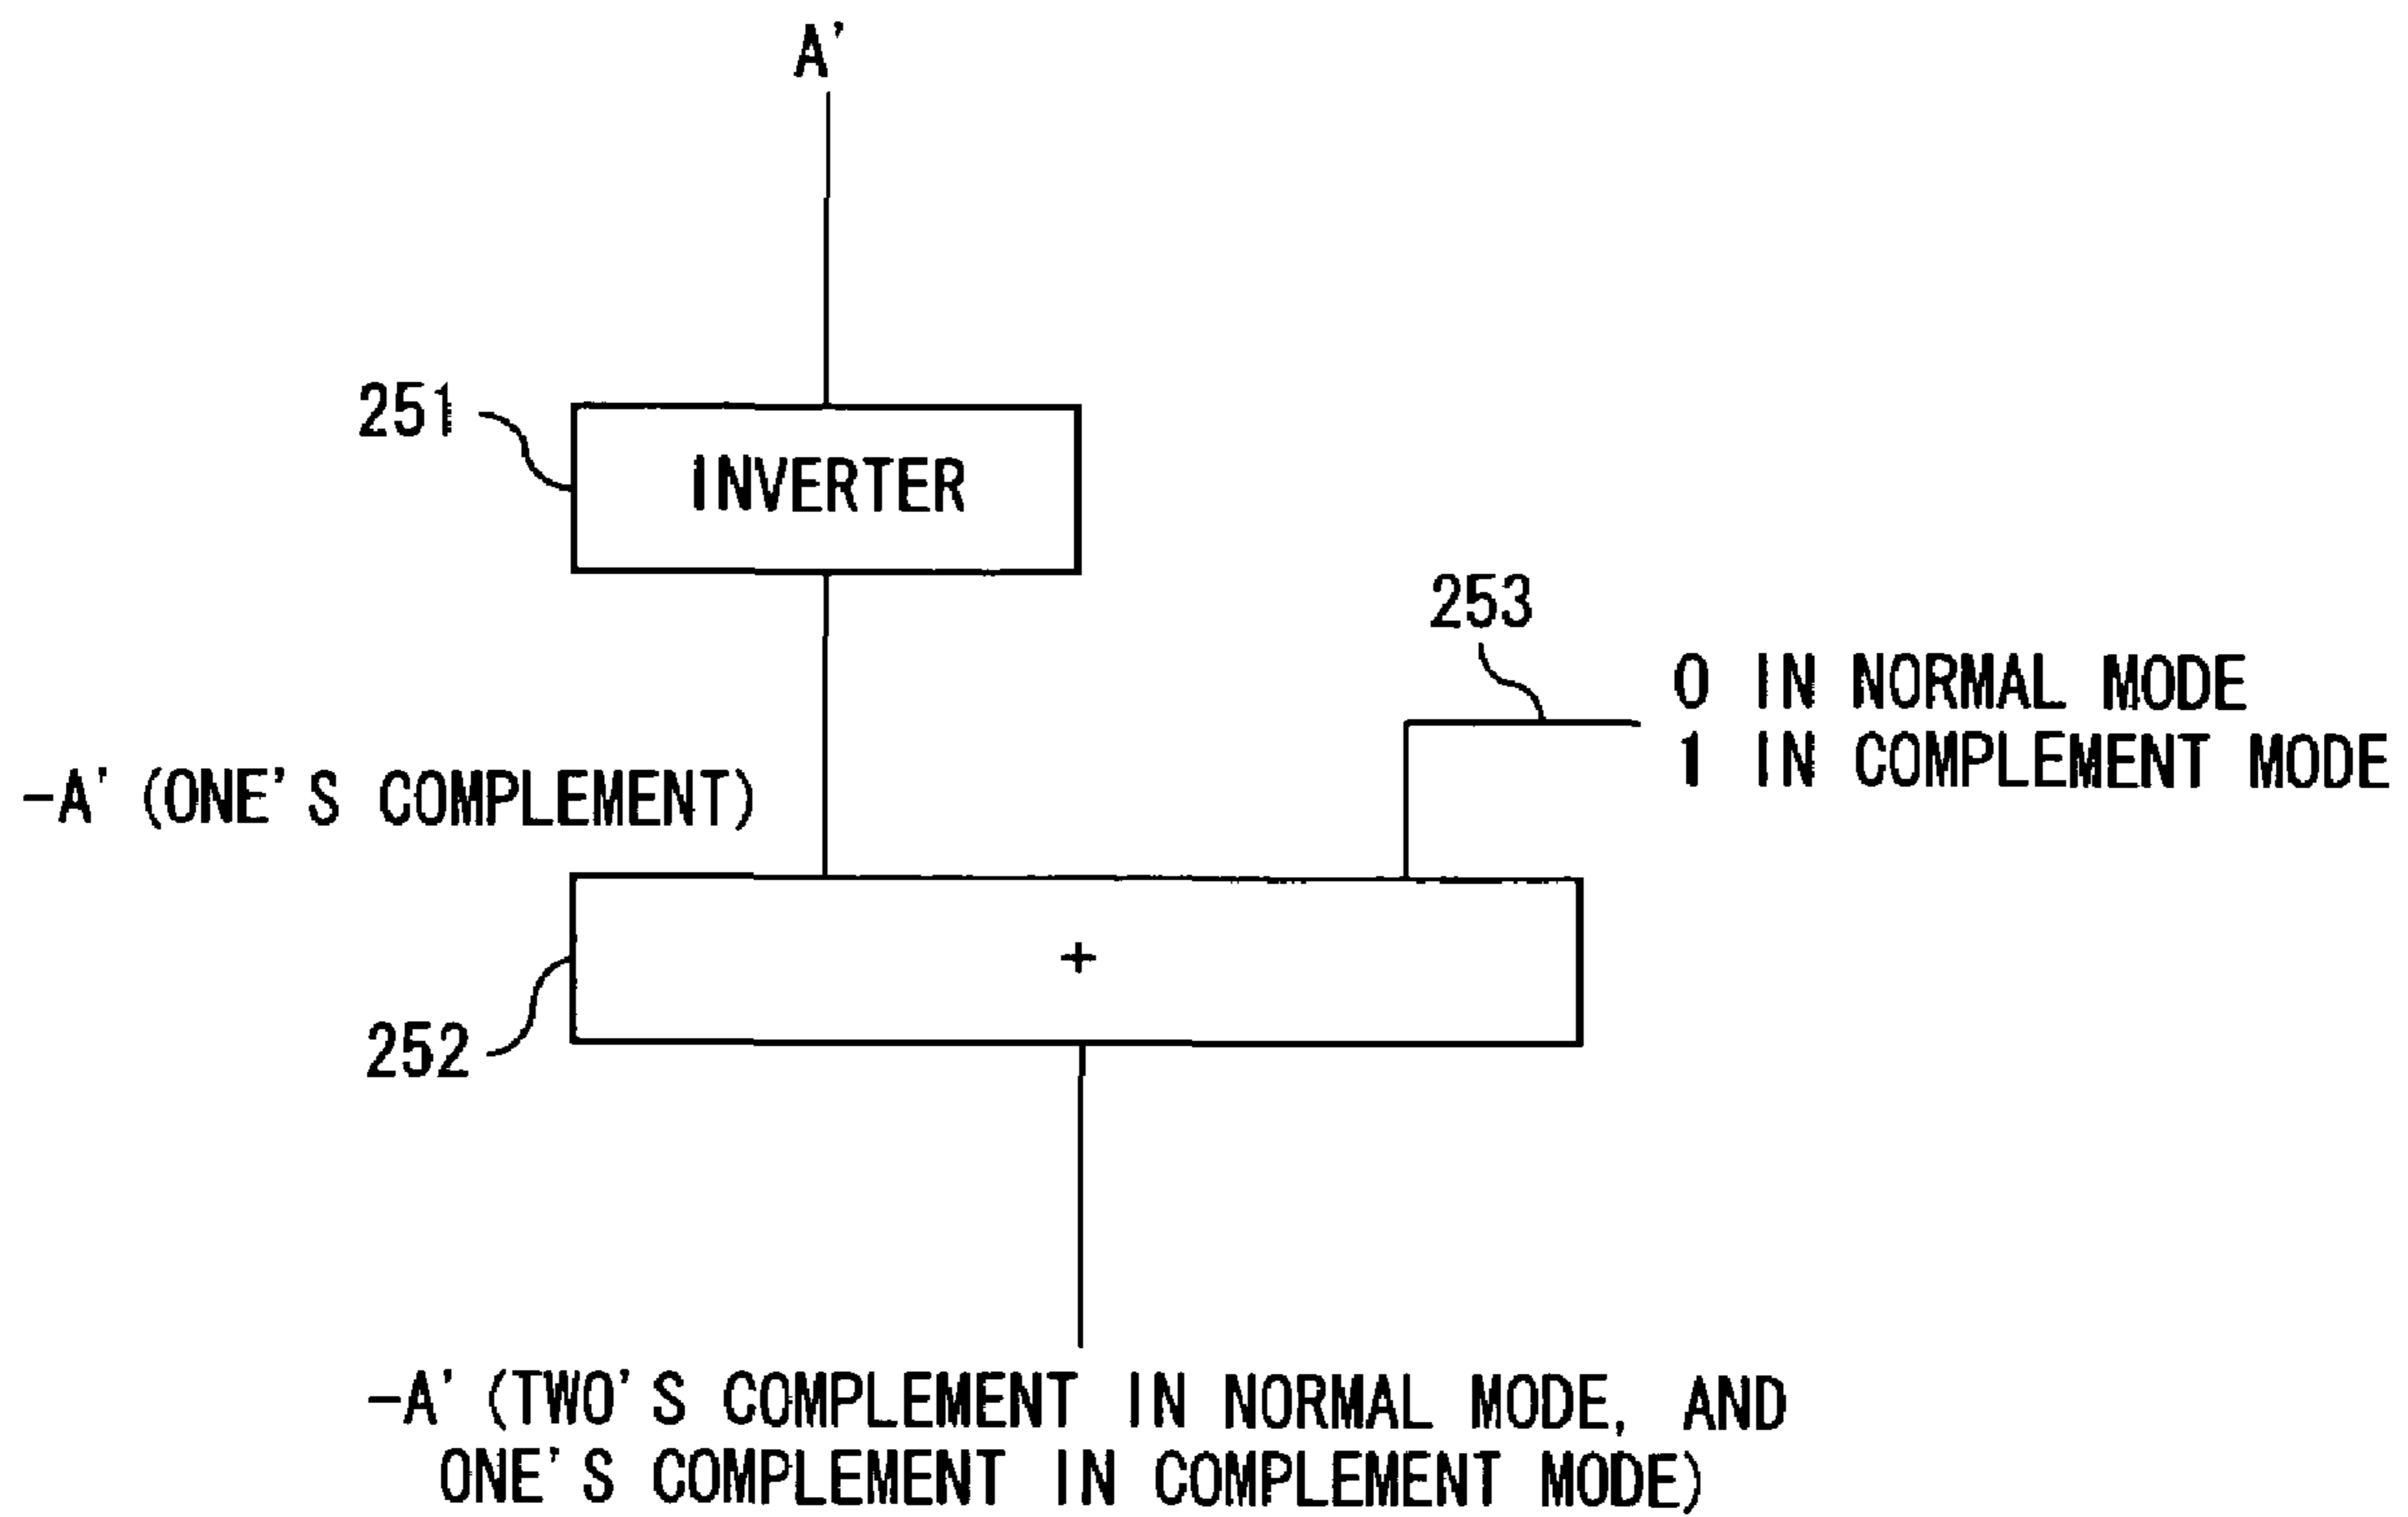 A'
251
INVERTER
253
0 IN NORMAL MODE
1 IN COMPLEMENT MODE
-A' (ONE'S COMPLEMENT)
+
252
-A' (TWO'S COMPLEMENT IN NORMAL MODE, AND
ONE'S COMPLEMENT IN COMPLEMENT MODE)